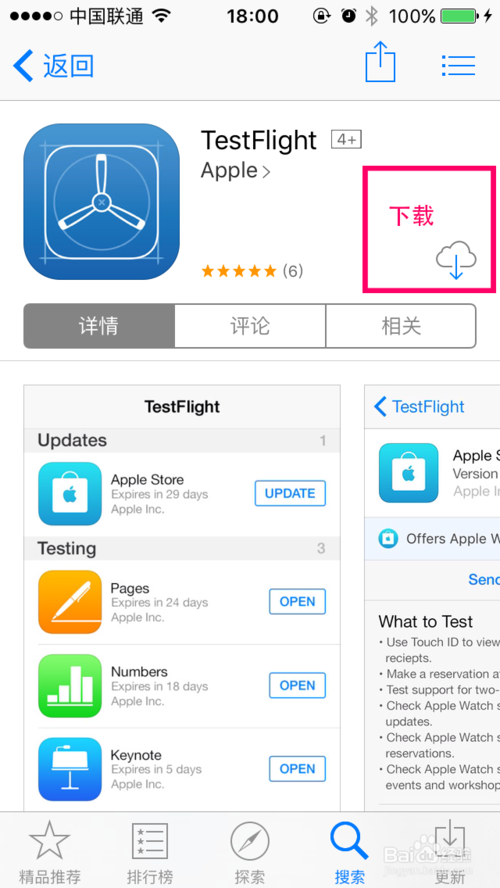 中国联通 18:00 100%
返回
TestFlight 4+
Apple
下载
(6)
详情 评论 相关
TestFlight
Updates 1
Apple Store
Expires in 29 days
Apple Inc.
UPDATE
Testing 3
Pages
Expires in 24 days
Apple Inc.
OPEN
Numbers
Expires in 18 days
Apple Inc.
OPEN
Keynote
Expires in 5 days
Apple Inc.
OPEN
TestFlight
Apple S
Version
Apple In
Offers Apple W
Send
What to Test
• Use Touch ID to view
reciepts.
• Make a reservation a
• Test support for two-
• Check Apple Watch s
updates.
• Check Apple Watch s
reservations.
• Check Apple Watch s
events and workshop
精品推荐 排行榜 探索 搜索 更新
Baidu 经验